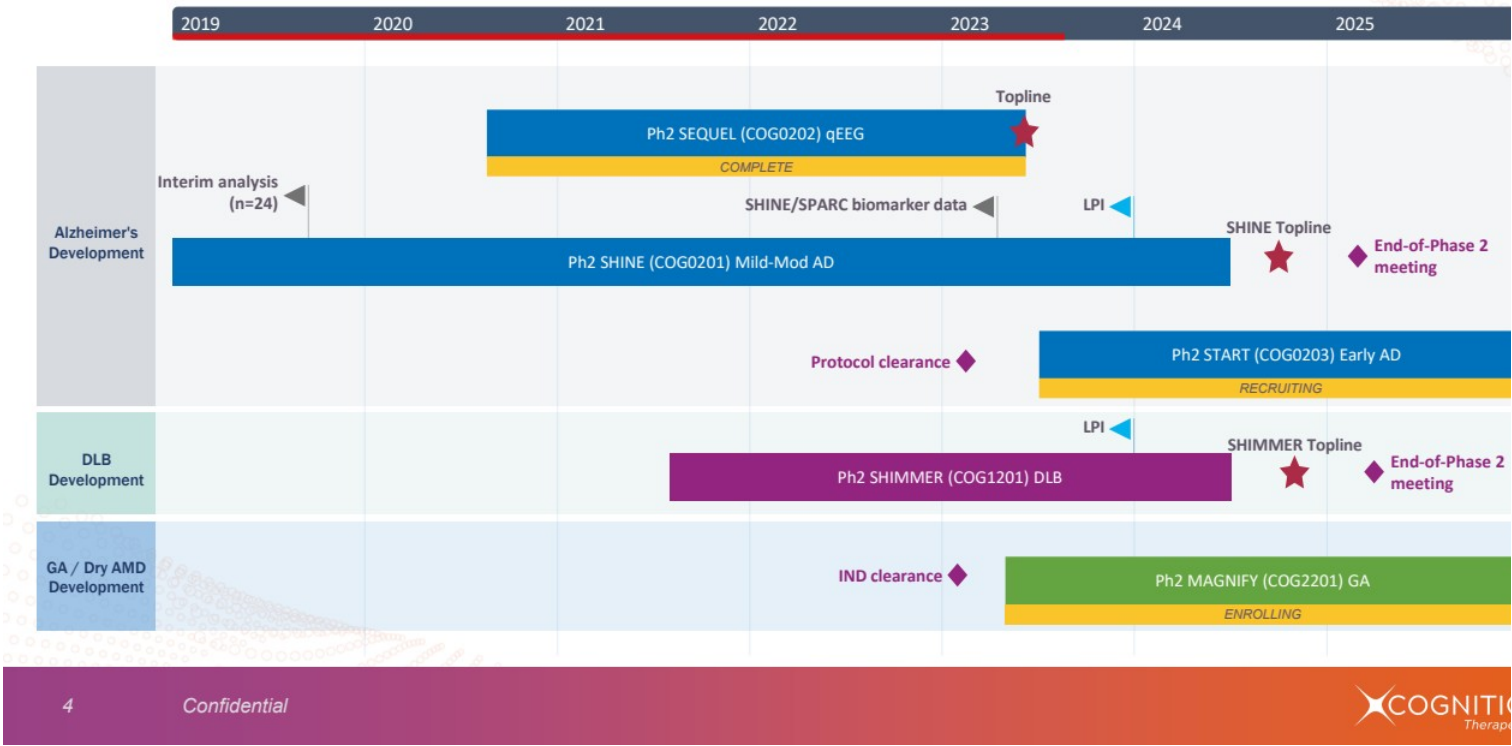 2019 2020 2021 2022 2023 2024 2025
Alzheimer's
Development
Topline
Ph2 SEQUEL (COG0202) qEEG
COMPLETE
Interim analysis
(n=24)
SHINE/SPARC biomarker data
LPI
SHINE Topline
Ph2 SHINE (COG0201) Mild-Mod AD
End-of-Phase 2
meeting
Protocol clearance
Ph2 START (COG0203) Early AD
RECRUITING
DLB
Development
LPI
SHIMMER Topline
Ph2 SHIMMER (COG1201) DLB
End-of-Phase 2
meeting
GA / Dry AMD
Development
IND clearance
Ph2 MAGNIFY (COG2201) GA
ENROLLING
4 Confidential
COGNITIO
Therape